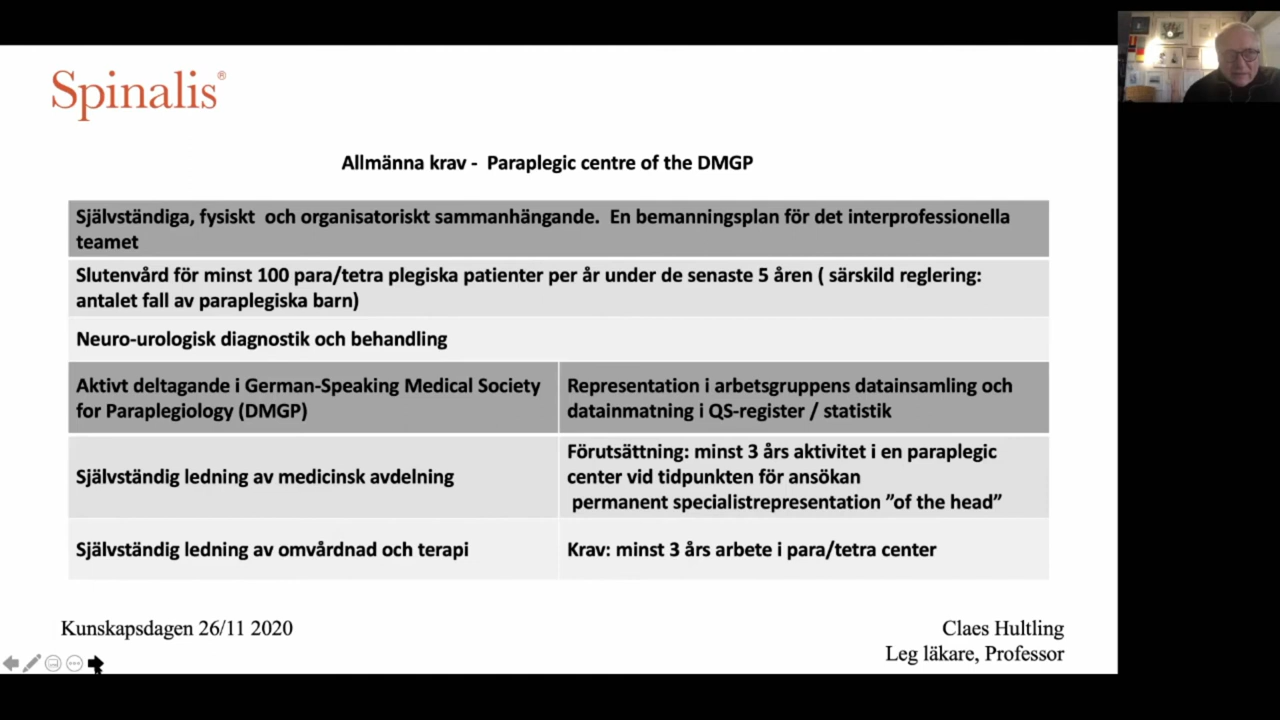 Spinalis®
Allmänna krav - Paraplegic centre of the DMGP
Självständiga, fysiskt och organisatoriskt sammanhängande. En bemanningsplan för det interprofessionella
teamet
Slutenvård för minst 100 para/tetra plegiska patienter per år under de senaste 5 åren ( särskild reglering:
antalet fall av paraplegiska barn)
Neuro-urologisk diagnostik och behandling
Aktivt deltagande i German-Speaking Medical Society
for Paraplegiology (DMGP)
Representation i arbetsgruppens datainsamling och
datainmatning i QS-register / statistik
Självständig ledning av medicinsk avdelning
Förutsättning: minst 3 års aktivitet i en paraplegic
center vid tidpunkten för ansökan
permanent specialistrepresentation ”of the head”
Självständig ledning av omvårdnad och terapi
Krav: minst 3 års arbete i para/tetra center
Kunskapsdagen 26/11 2020
Claes Hultling
Leg läkare, Professor